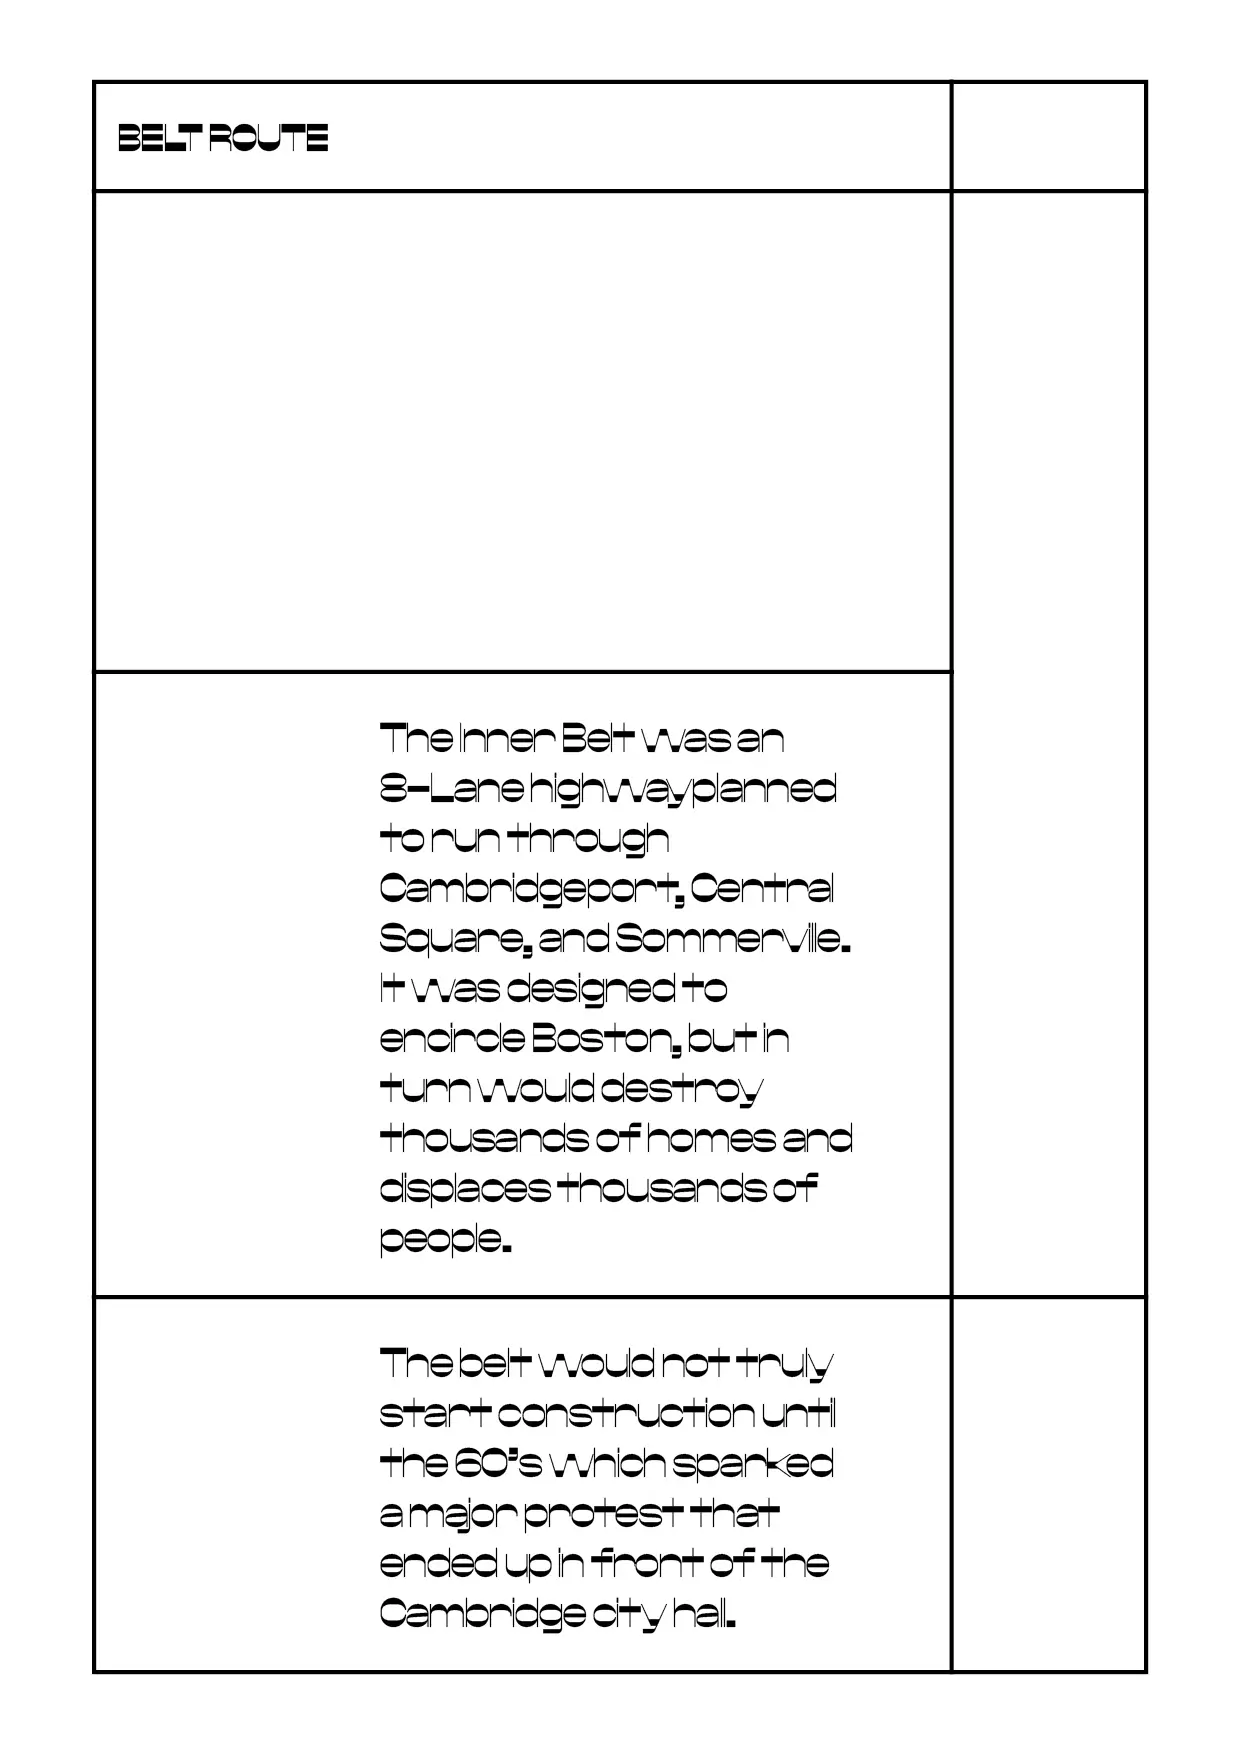 BELT ROUTE
The Inner Belt was an
8-Lane highway planned
to run through
Cambridgeport, Central
Square, and Sommerville.
It was designed to
encircle Boston, but in
turn would destroy
thousands of homes and
displaces thousands of
people.
The belt would not truly
start construction until
the 60's which sparked
a major protest that
ended up in front of the
Cambridge city hall.